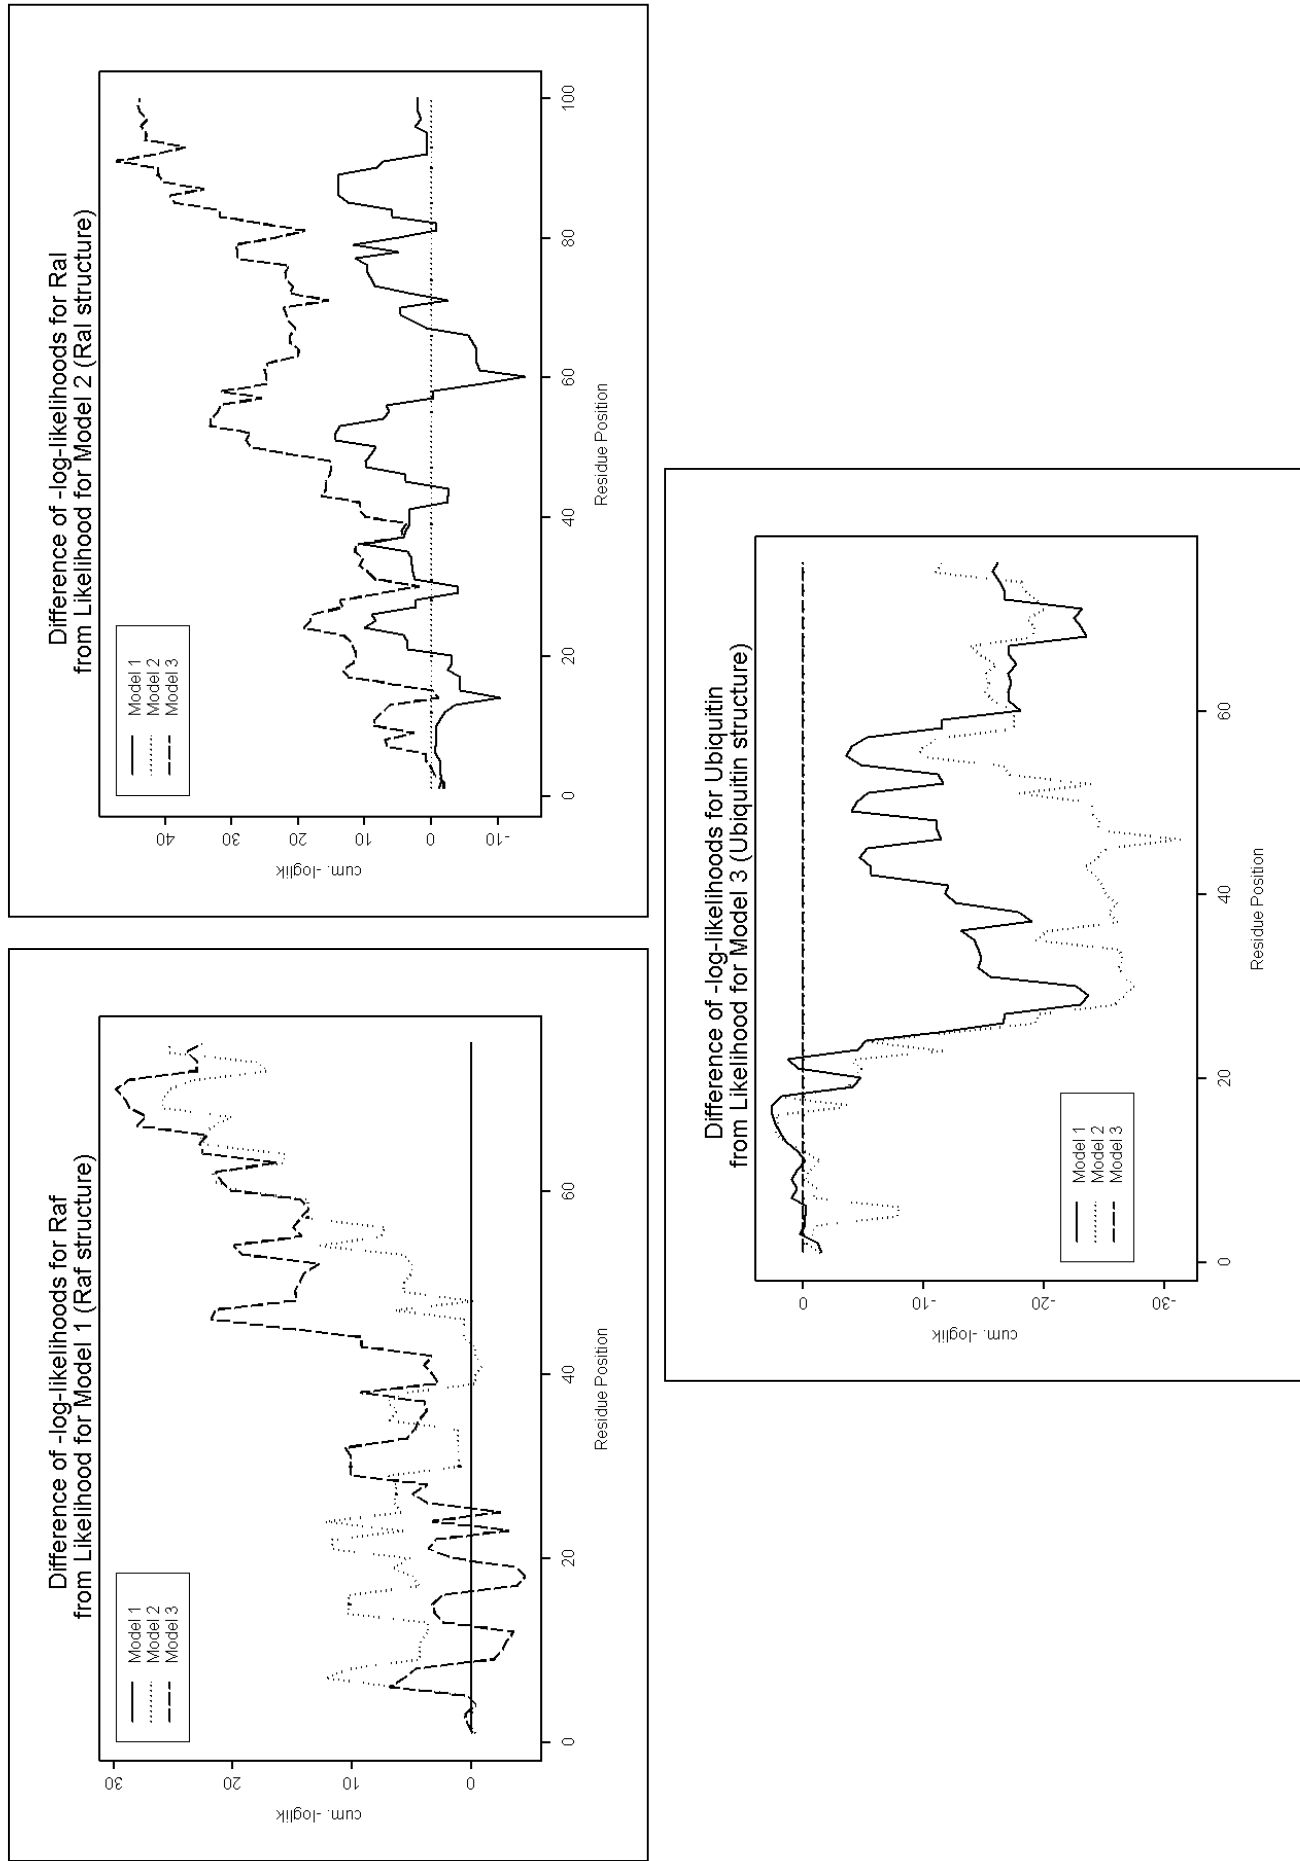 Difference of -log-likelihoods for Raf
from Likelihood for Model 1 (Raf structure)
Model 1
Model 2
Model 3
30
20
10
0
cum. -loglik
0
20
40
60
Residue Position
Difference of -log-likelihoods for Ral
from Likelihood for Model 2 (Ral structure)
Model 1
Model 2
Model 3
40
30
20
10
0
-10
cum. -loglik
0
20
40
60
80
100
Residue Position
Difference of -log-likelihoods for Ubiquitin
from Likelihood for Model 3 (Ubiquitin structure)
Model 1
Model 2
Model 3
0
-10
-20
-30
cum. -loglik
0
20
40
60
Residue Position